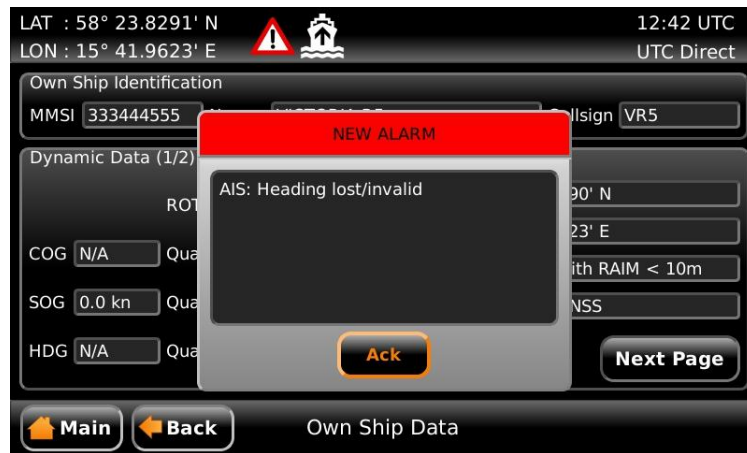 LAT : 58° 23.8291' N
LON : 15° 41.9623' E
12:42 UTC
UTC Direct
Own Ship Identification
MMSI 333444555
Callsign VR5
NEW ALARM
AIS: Heading lost/invalid
Ack
Dynamic Data (1/2)
ROT
90' N
23' E
COG N/A Qua
ith RAIM < 10m
SOG 0.0 kn Qua
NSS
HDG N/A Qua
Next Page
Main
Back
Own Ship Data